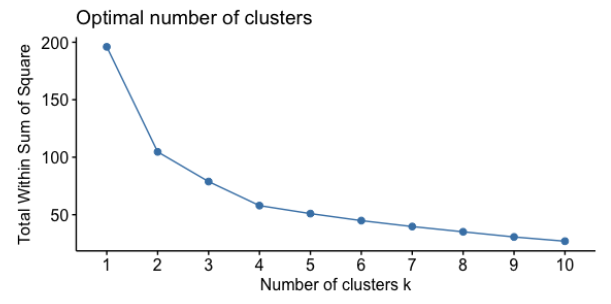 Optimal number of clusters
Total Within Sum of Square
200
150
100
50
1 2 3 4 5 6 7 8 9 10
Number of clusters k